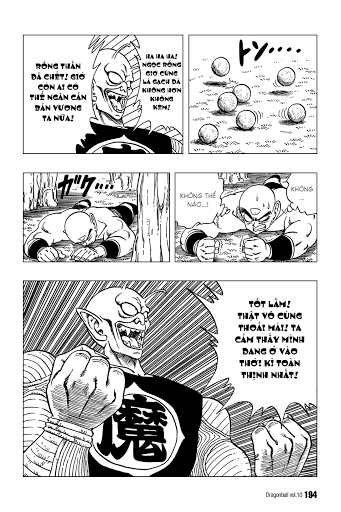 トン・・・・
HA HA HA!
NGỌC RỒNG
GIỜ CŨNG
LÀ GẠCH ĐÁ
KHÔNG HƠN
KHÔNG
KÉM!
RỒNG THẦN
ĐÃ CHẾT! GIỜ
CÒN AI CÓ
THỂ NGĂN CẢN
BẢN VƯƠNG
TA NỮA!
KHÔNG
KHÔNG THỂ
NÀO...!
ガク・・・・
TỐT LẮM!
THẬT VÔ CÙNG
THOẢI MÁI! TA
CẢM THẤY MÌNH
ĐANG Ở VÀO
THỜI KÌ TOÀN
THỊNH NHẤT!
魔
Dragonball vol.10 194